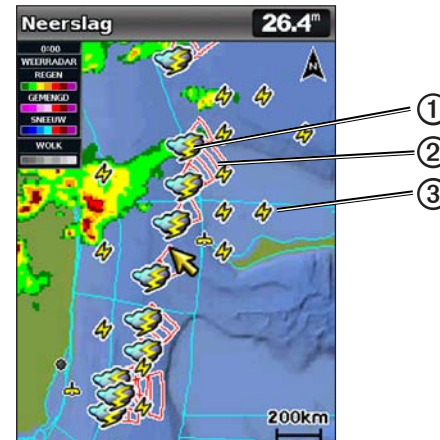 Neerslag 26.4m
N
0:00
WEERRADAR
REGEN
GEMENGD
SNEEUW
WOLK
①
②
③
200km